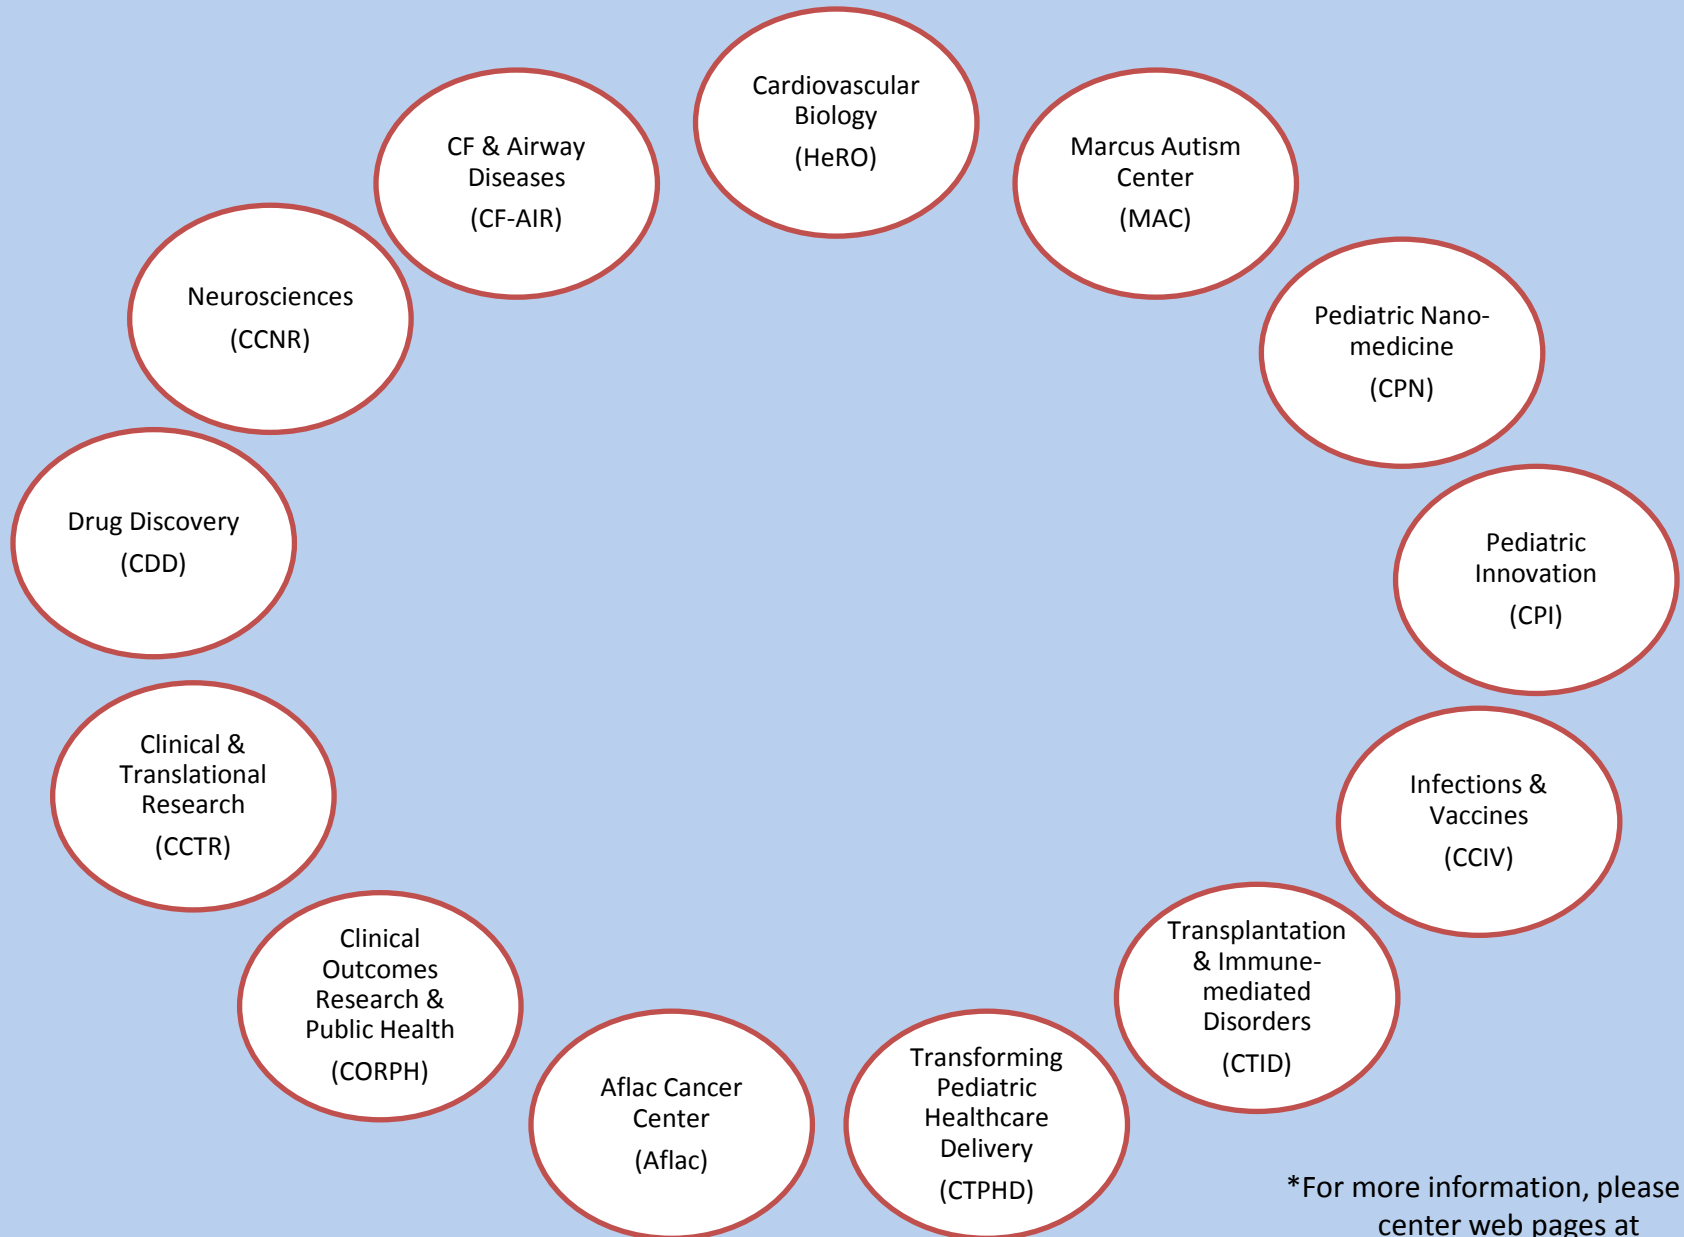 Cardiovascular
Biology
(HeRO)
Marcus Autism
Center
(MAC)
Pediatric Nano-
medicine
(CPN)
Pediatric
Innovation
(CPI)
Infections &
Vaccines
(CCIV)
Transplantation
& Immune-
mediated
Disorders
(CTID)
Transforming
Pediatric
Healthcare
Delivery
(CTPHD)
Aflac Cancer
Center
(Aflac)
Clinical
Outcomes
Research &
Public Health
(CORPH)
Clinical &
Translational
Research
(CCTR)
Drug Discovery
(CDD)
Neurosciences
(CCNR)
CF & Airway
Diseases
(CF-AIR)
*For more information, please
center web pages at